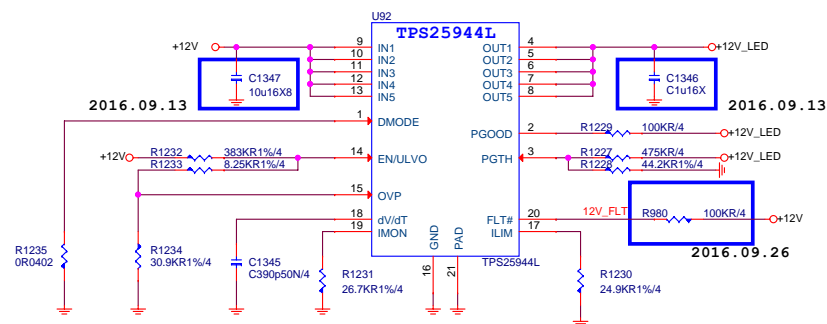 U92
TPS25944L
+12V
9
IN1
OUT1
4
+12V_LED
10
IN2
OUT2
5
11
IN3
OUT3
6
12
IN4
OUT4
7
13
IN5
OUT5
8
C1347
10u16X8
C1346
C1u16X
2016.09.13
2016.09.13
1
DMODE
PGOOD
2
R1229
100KR/4
+12V_LED
+12V
R1232
383KR1%/4
R1233
8.25KR1%/4
14
EN/ULVO
PGTH
3
R1227
475KR/4
+12V_LED
R1228
44.2KR1%/4
15
OVP
18
dV/dT
FLT#
20
12V_FLT
R980
100KR/4
+12V
19
IMON
ILIM
17
GND
PAD
16
21
TPS25944L
2016.09.26
R1235
0R0402
R1234
30.9KR1%/4
C1345
C390p50N/4
R1231
26.7KR1%/4
R1230
24.9KR1%/4